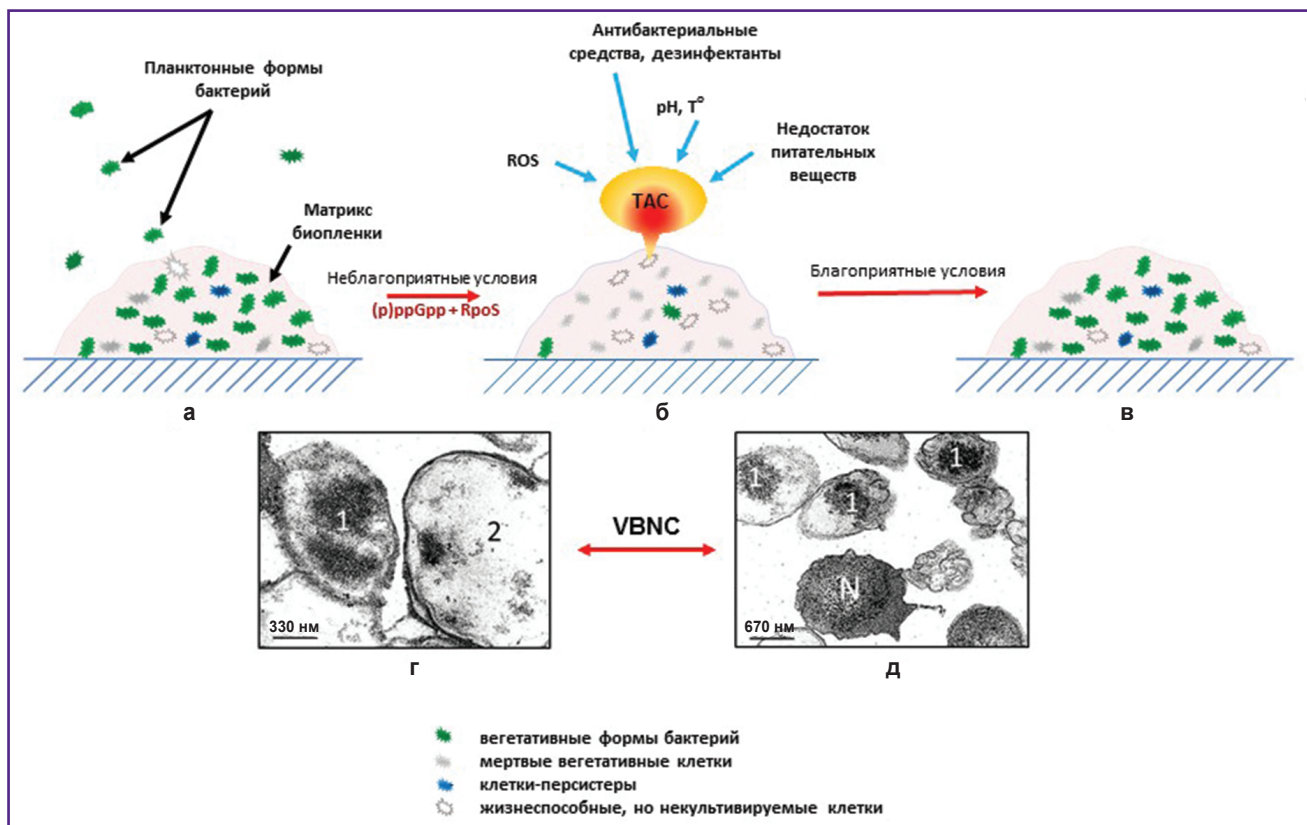 Антибактериальные
средства, дезинфектанты
Планктонные формы
бактерий
pH, T°
Недостаток
питательных
веществ
ROS
ТАС
Матрикс
биопленки
Неблагоприятные условия
(p)ppGpp + RpoS
Благоприятные условия
а
б
в
1
2
330 нм
VBNC
1
1
1
N
670 нм
г
д
вегетативные формы бактерий
мертвые вегетативные клетки
клетки-персистеры
жизнеспособные, но некультивируемые клетки